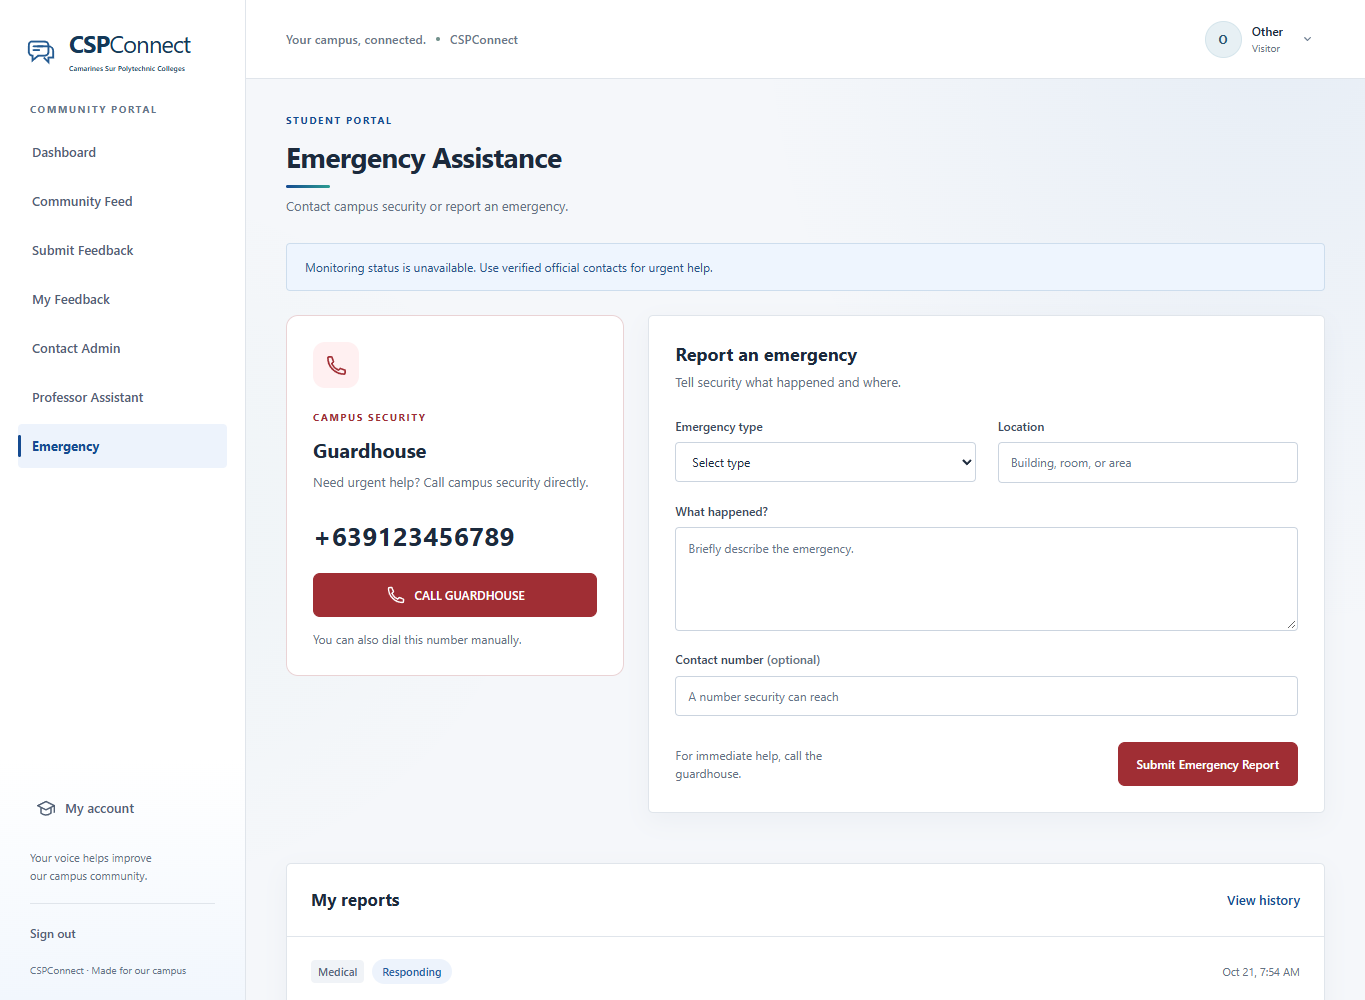 CSPConnect
Camarines Sur Polytechnic Colleges
COMMUNITY PORTAL
Dashboard
Community Feed
Submit Feedback
My Feedback
Contact Admin
Professor Assistant
Emergency
My account
Your voice helps improve
our campus community.
Sign out
CSPConnect · Made for our campus
Your campus, connected. • CSPConnect
O
Other
Visitor
STUDENT PORTAL
Emergency Assistance
Contact campus security or report an emergency.
Monitoring status is unavailable. Use verified official contacts for urgent help.
CAMPUS SECURITY
Guardhouse
Need urgent help? Call campus security directly.
+639123456789
CALL GUARDHOUSE
You can also dial this number manually.
Report an emergency
Tell security what happened and where.
Emergency type
Select type
Location
Building, room, or area
What happened?
Briefly describe the emergency.
Contact number (optional)
A number security can reach
For immediate help, call the
guardhouse.
Submit Emergency Report
My reports
View history
Medical
Responding
Oct 21, 7:54 AM